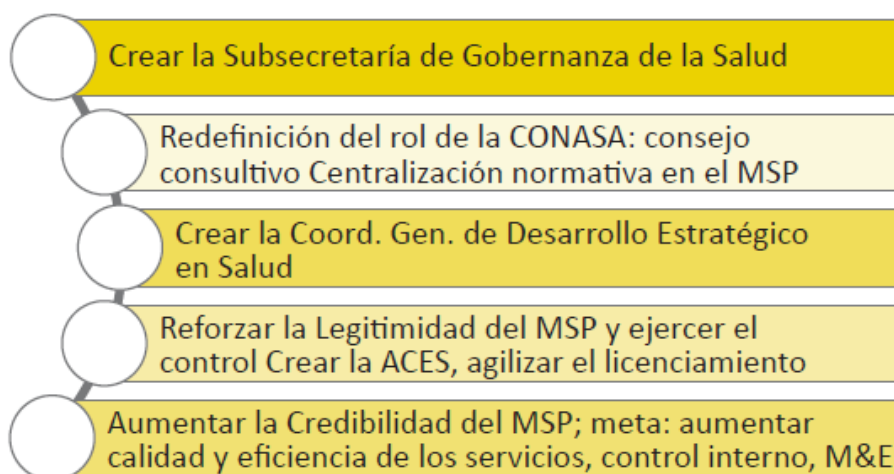 Crear la Subsecretaría de Gobernanza de la Salud
Redefinición del rol de la CONASA: consejo
consultivo Centralización normativa en el MSP
Crear la Coord. Gen. de Desarrollo Estratégico
en Salud
Reforzar la Legitimidad del MSP y ejercer el
control Crear la ACES, agilizar el licenciamiento
Aumentar la Credibilidad del MSP; meta: aumentar
calidad y eficiencia de los servicios, control interno, M&E